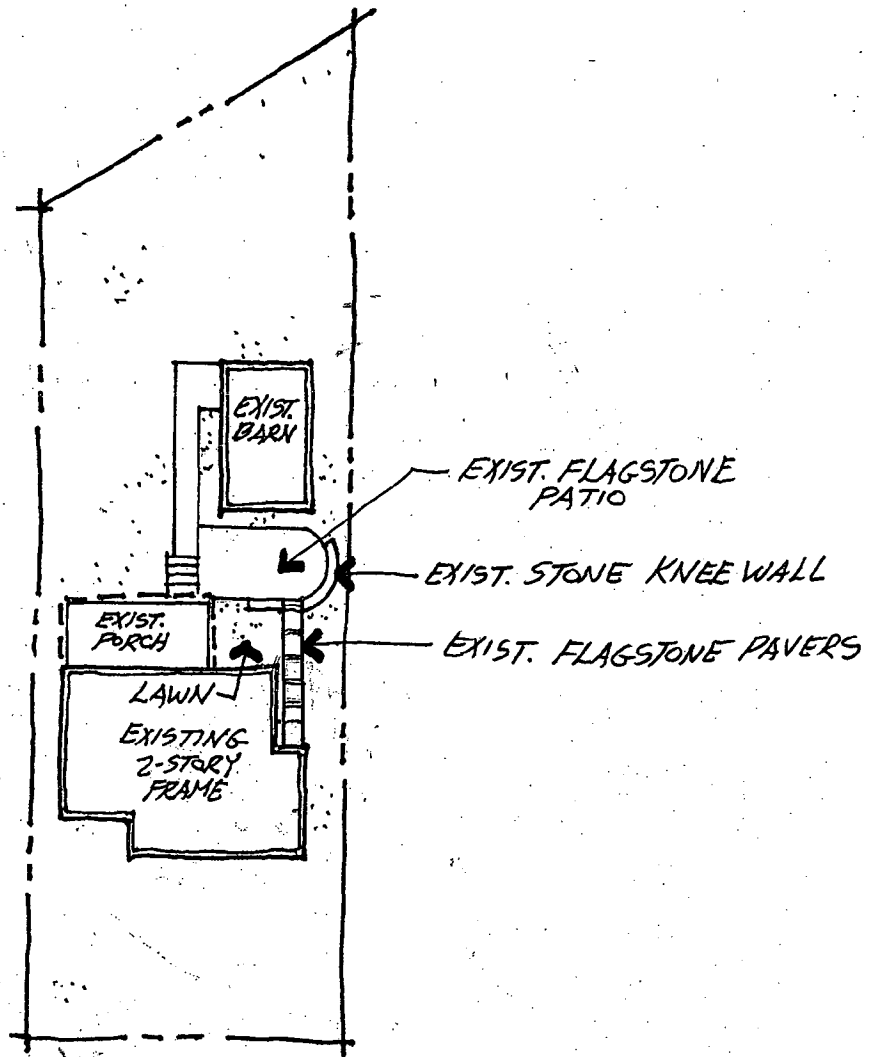 EXIST.
BARN
EXIST. FLAGSTONE
PATIO
EXIST. STONE KNEE WALL
EXIST.
PORCH
EXIST. FLAGSTONE PAVERS
LAWN
EXISTING
2-STORY
FRAME